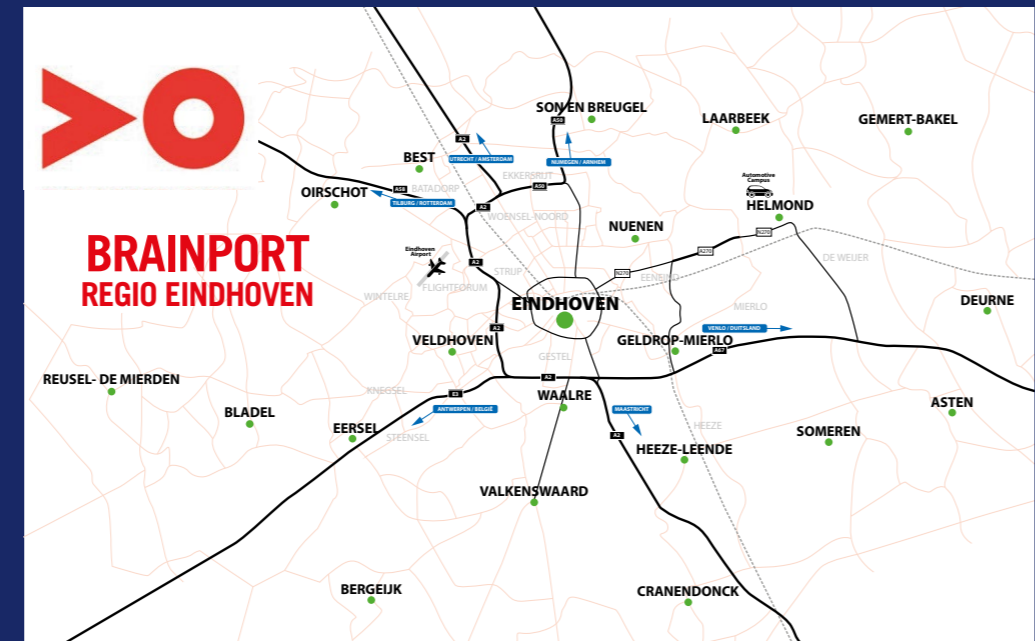 SON EN BREUGEL
LAARBEEK
GEMERT-BAKEL
A50
A2
UTRECHT / AMSTERDAM
NIJMEGEN / ARNHEM
BEST
EKKERSRIJT
Automotive
Campus
OIRSCHOT
A58
BATADORP
A50
TILBURG / ROTTERDAM
A2
HELMOND
WOENSEL-NOORD
NUENEN
N270
BRAINPORT
REGIO EINDHOVEN
Eindhoven
Airport
A270
A2
STRIJP
N270
EENEIND
DE WEIJER
FLIGHTFORUM
WINTELRE
EINDHOVEN
MIERLO
DEURNE
A2
VENLO / DUITSLAND
VELDHOVEN
GELDROP-MIERLO
A67
GESTEL
REUSEL- DE MIERDEN
A2
KNEGSEL
E3
WAALRE
ASTEN
ANTWERPEN / BELGIË
MAASTRICHT
BLADEL
EERSEL
STEENSEL
A2
HEEZE
SOMEREN
HEEZE-LEENDE
VALKENSWAARD
BERGEIJK
CRANENDONCK